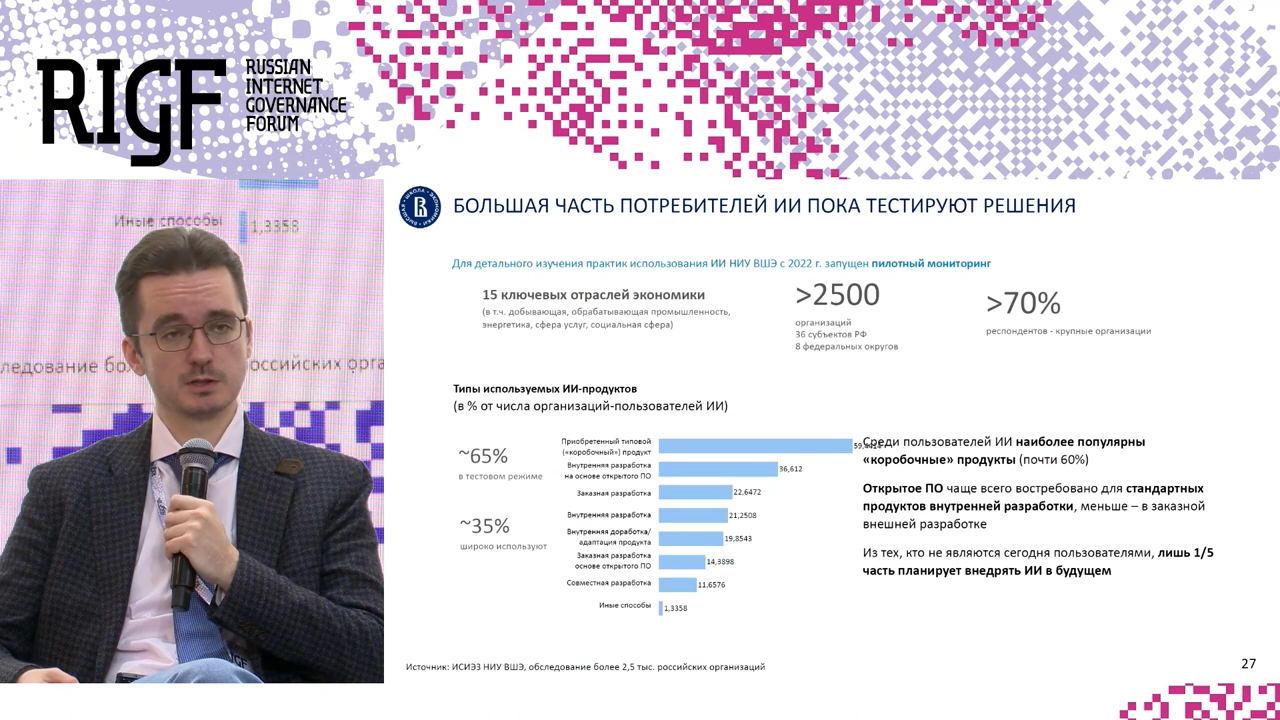 RIGF
RUSSIAN
INTERNET
GOVERNANCE
FORUM
Иные способы
1,3358
ледование бол
оссийских орга
IGF
ВЫСШАЯ ШКОЛА ЭКОНОМИКИ
БОЛЬШАЯ ЧАСТЬ ПОТРЕБИТЕЛЕЙ ИИ ПОКА ТЕСТИРУЮТ РЕШЕНИЯ
Для детального изучения практик использования ИИ НИУ ВШЭ с 2022 г. запущен пилотный мониторинг
15 ключевых отраслей экономики
(в т.ч. добывающая, обрабатывающая промышленность,
энергетика, сфера услуг, социальная сфера)
>2500
организаций
36 субъектов РФ
8 федеральных округов
>70%
респондентов - крупные организации
Типы используемых ИИ-продуктов
(в % от числа организаций-пользователей ИИ)
~65%
в тестовом режиме
~35%
широко используют
Приобретенный типовой
(«коробочный») продукт
Внутренняя разработка
на основе открытого ПО
36,612
Заказная разработка
22,6472
Внутренняя разработка
21,2508
Внутренняя доработка/
адаптация продукта
19,8543
Заказная разработка
основе открытого ПО
14,3898
Совместная разработка
11,6576
Иные способы
1,3358
Среди пользователей ИИ наиболее популярны
«коробочные» продукты (почти 60%)
Открытое ПО чаще всего востребовано для стандартных
продуктов внутренней разработки, меньше – в заказной
внешней разработке
Из тех, кто не являются сегодня пользователями, лишь 1/5
часть планирует внедрять ИИ в будущем
Источник: ИСИЭЗ НИУ ВШЭ, обследование более 2,5 тыс. российских организаций
27